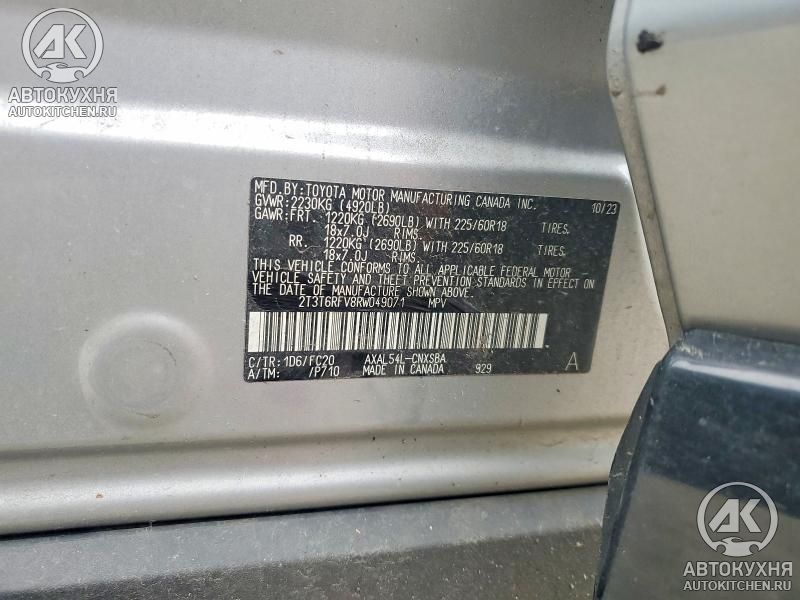 AK
АВТОКУХНЯ
AUTOKITCHEN.RU
MFD.BY:TOYOTA MOTOR MANUFACTURING CANADA INC.
GVWR:2230KG (4920LB) 10/23
GAWR:FRT. 1220KG (2690LB) WITH 225/60R18 TIRES.
18x7.0J RIMS.
RR. 1220KG (2690LB) WITH 225/60R18 TIRES.
18x7.0J RIMS.
THIS VEHICLE CONFORMS TO ALL APPLICABLE FEDERAL MOTOR
VEHICLE SAFETY AND THEFT PREVENTION STANDARDS IN EFFECT ON
THE DATE OF MANUFACTURE SHOWN ABOVE.
2T3T6RFV8RW049071 MPV
C/TR:1D6/FC20 AXAL54L-CNXSBA
A/TM: /P710 MADE IN CANADA 929 A
AK
АВТОКУХНЯ
AUTOKITCHEN.RU